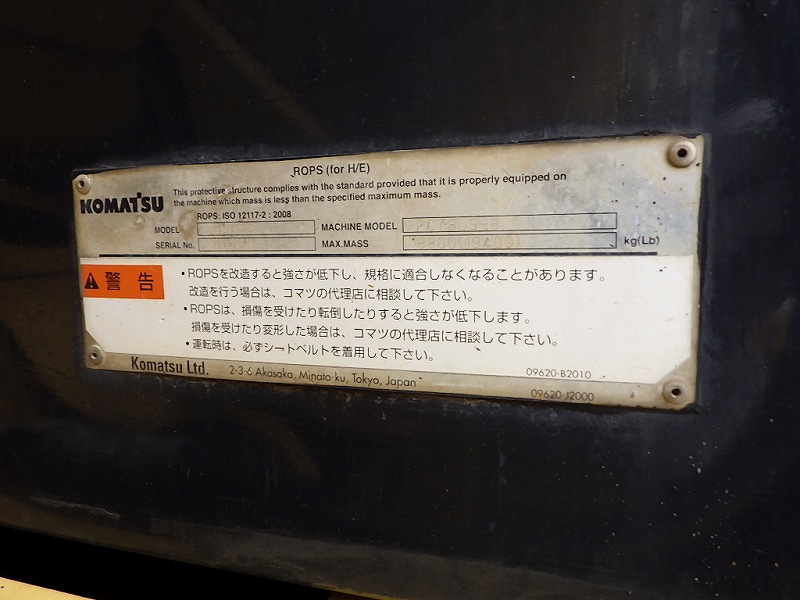 ROPS (for H/E)
KOMATSU
This protective structure complies with the standard provided that it is properly equipped on
the machine which mass is less than the specified maximum mass.
ROPS: ISO 12117-2 : 2008
MODEL
MACHINE MODEL
SERIAL No.
MAX.MASS
kg(Lb)
警告
・ROPSを改造すると強さが低下し、規格に適合しなくなることがあります。
改造を行う場合は、コマツの代理店に相談して下さい。
・ROPSは、損傷を受けたり転倒したりすると強さが低下します。
損傷を受けたり変形した場合は、コマツの代理店に相談して下さい。
・運転時は、必ずシートベルトを着用して下さい。
Komatsu Ltd.
2-3-6 Akasaka, Minato-ku, Tokyo, Japan
09620-B2010
09620-J2000